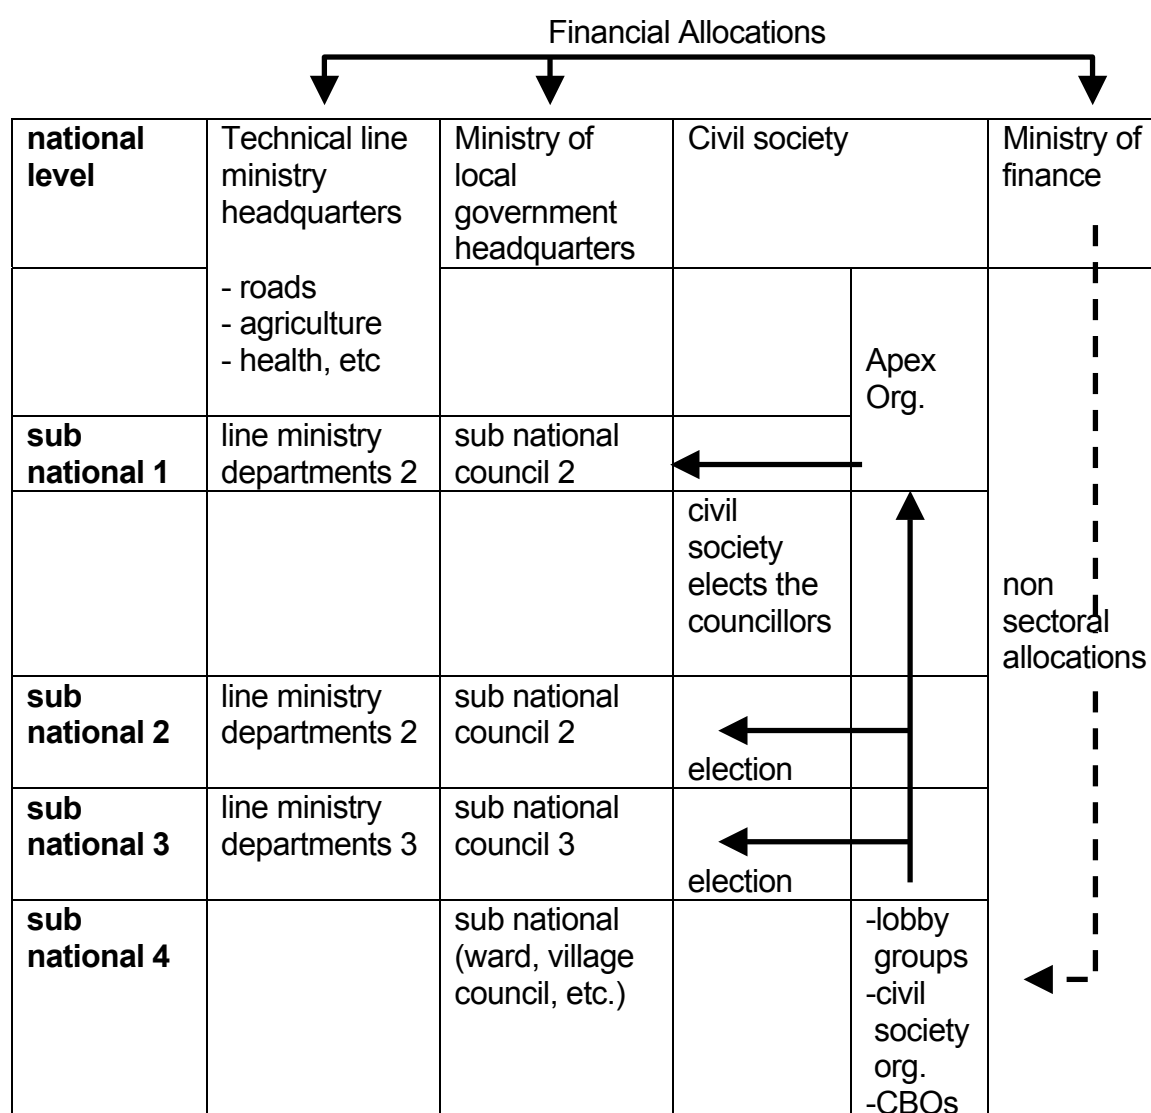 Financial Allocations
national
level
Technical line
ministry
headquarters
- roads
- agriculture
- health, etc
Ministry of
local
government
headquarters
Civil society
Ministry of
finance
Apex
Org.
sub
national 1
line ministry
departments 2
sub national
council 2
civil
society
elects the
councillors
non
sectoral
allocations
sub
national 2
line ministry
departments 2
sub national
council 2
election
sub
national 3
line ministry
departments 3
sub national
council 3
election
sub
national 4
sub national
(ward, village
council, etc.)
-lobby
groups
-civil
society
org.
-CBOs